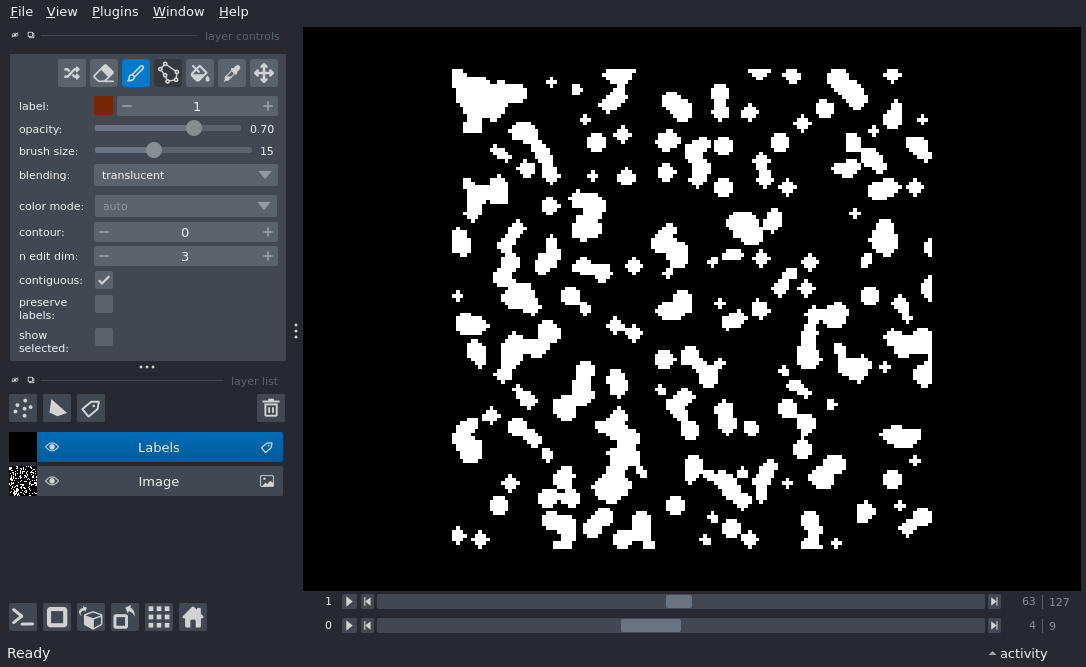 File View Plugins Window Help
layer controls
label: 1
opacity: 0.70
brush size: 15
blending: translucent
color mode: auto
contour: 0
n edit dim: 3
contiguous:
preserve
labels:
show
selected:
layer list
Labels
Image
1 63 127
0 4 9
Ready activity